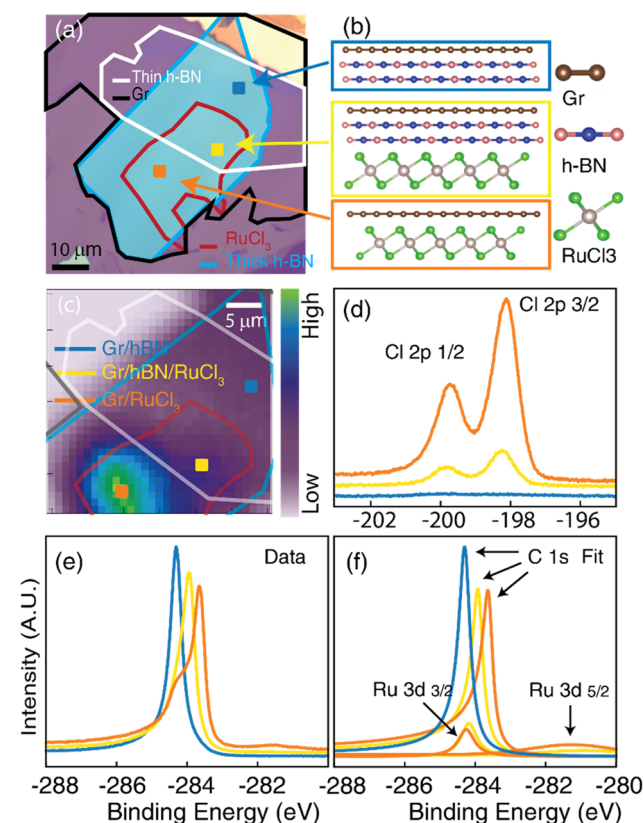 (a)
Thin h-BN
Gr
RuCl3
Thick h-BN
10 μm
(b)
Gr
h-BN
RuCl3
(c)
5 μm
Gr/hBN
Gr/hBN/RuCl3
Gr/RuCl3
High
Low
(d)
Cl 2p 3/2
Cl 2p 1/2
-202 -200 -198 -196
(e)
Data
Intensity (A.U.)
-288 -286 -284 -282
Binding Energy (eV)
(f)
C 1s Fit
Ru 3d 3/2
Ru 3d 5/2
-288 -286 -284 -282 -280
Binding Energy (eV)